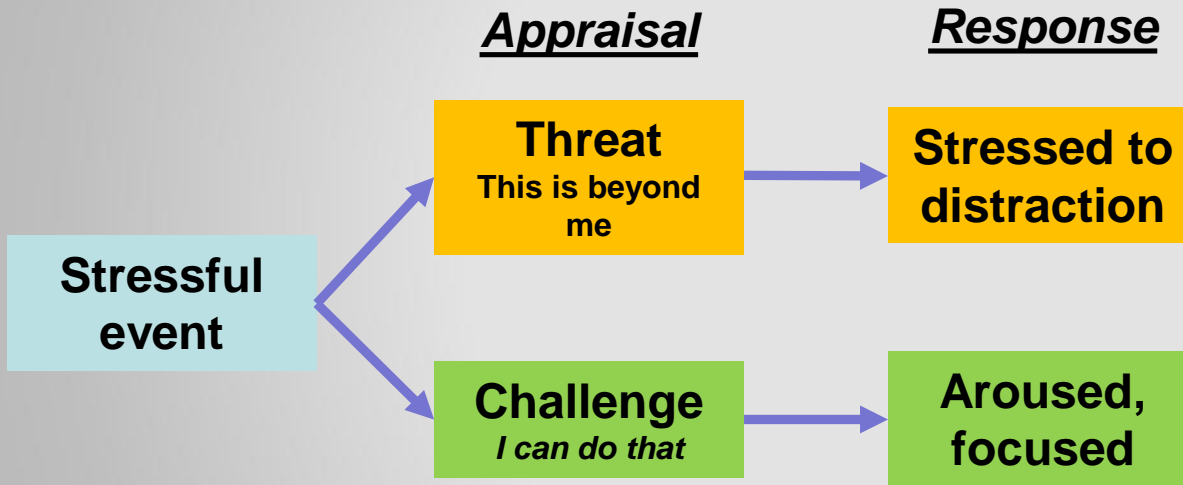 Appraisal
Response
Threat
This is beyond
me
Stressed to
distraction
Stressful
event
Challenge
I can do that
Aroused,
focused